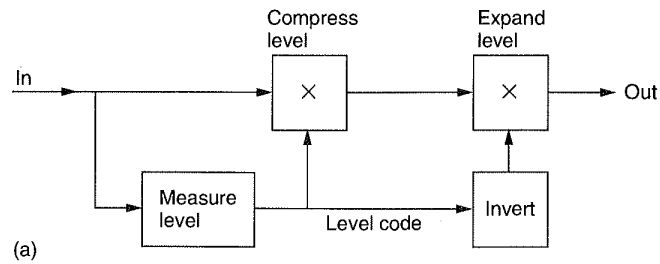 Compress
level
Expand
level
In
×
×
Out
Measure
level
Level code
Invert
(a)